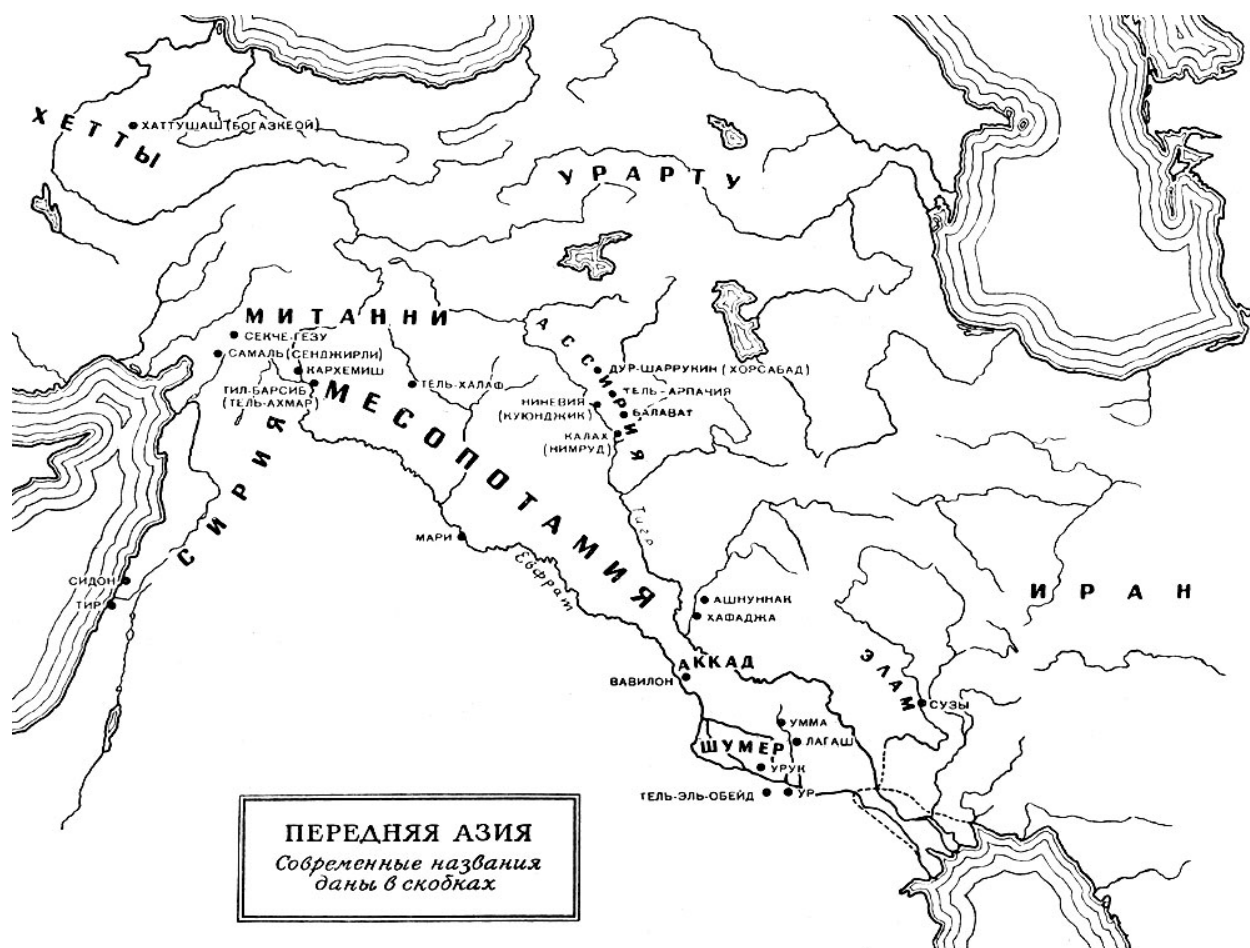 ХЕТТЫ
ХАТТУШАШ (БОГАЗКЕОЙ)
УРАРТУ
МИТАННИ
СЕКЧЕ-ГЕЗУ
САМАЛЬ (СЕНДЖИРЛИ)
КАРХЕМИШ
ТИЛ-БАРСИБ
(ТЕЛЬ-АХМАР)
ТЕЛЬ-ХАЛАФ
АССИРИЯ
ДУР-ШАРРУКИН (ХОРСАБАД)
ТЕЛЬ-АРПАЧИЯ
НИНЕВИЯ
(КУЮНДЖИК)
БАЛАВАТ
КАЛАХ
(НИМРУД)
МЕСОПОТАМИЯ
СИРИЯ
Тигр
МАРИ
Евфрат
СИДОН
ТИР
АШНУННАК
ХАФАДЖА
ИРАН
АККАД
ВАВИЛОН
ЭЛАМ
СУЗЫ
УММА
ЛАГАШ
ШУМЕР
УРУК
ТЕЛЬ-ЭЛЬ-ОБЕЙД
УР
ПЕРЕДНЯЯ АЗИЯ
Современные названия
даны в скобках